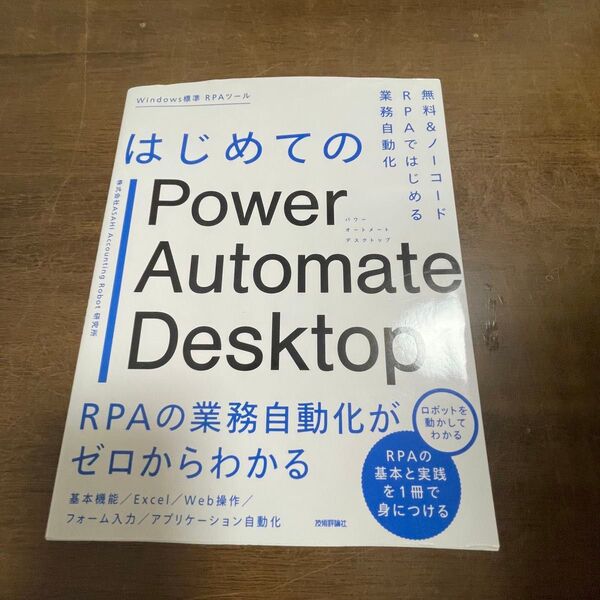 Windows標準 RPAツール
無料&ノーコード
RPAではじめる
業務自動化
はじめての
Power
Automate
Desktop
パワー
オートメート
デスクトップ
株式会社ASAHI Accounting Robot 研究所
RPAの業務自動化が
ゼロからわかる
ロボットを
動かして
わかる
RPAの
基本と実践
を1冊で
身につける
基本機能/Excel/Web操作/
フォーム入力/アプリケーション自動化
技術評論社